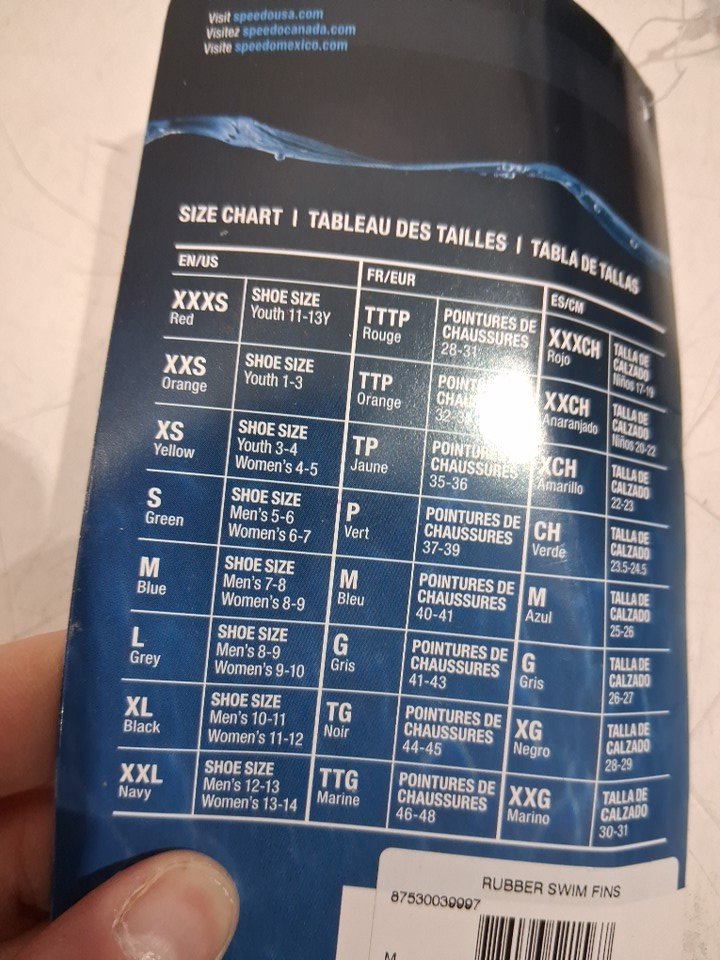 Visit speedousa.com
Visitez speedocanada.com
Visite speedomexico.com
SIZE CHART | TABLEAU DES TAILLES | TABLA DE TALLAS
EN/US
FR/EUR
ES/CM
XXXS
Red
SHOE SIZE
Youth 11-13Y
TTTP
Rouge
POINTURES DE
CHAUSSURES
28-31
XXXCH
Rojo
TALLA DE
CALZADO
Niños 17-19
XXS
Orange
SHOE SIZE
Youth 1-3
TTP
Orange
XXCH
Anaranjado
TALLA DE
CALZADO
Niños 20-22
XS
Yellow
SHOE SIZE
Youth 3-4
Women's 4-5
TP
Jaune
CHAUSSURES
35-36
XCH
Amarillo
TALLA DE
CALZADO
22-23
S
Green
SHOE SIZE
Men's 5-6
Women's 6-7
P
Vert
POINTURES DE
CHAUSSURES
37-39
CH
Verde
TALLA DE
CALZADO
23.5-24.5
M
Blue
SHOE SIZE
Men's 7-8
Women's 8-9
M
Bleu
POINTURES DE
CHAUSSURES
40-41
M
Azul
TALLA DE
CALZADO
25-26
L
Grey
SHOE SIZE
Men's 8-9
Women's 9-10
G
Gris
POINTURES DE
CHAUSSURES
41-43
G
Gris
TALLA DE
CALZADO
26-27
XL
Black
SHOE SIZE
Men's 10-11
Women's 11-12
TG
Noir
POINTURES DE
CHAUSSURES
44-45
XG
Negro
TALLA DE
CALZADO
28-29
XXL
Navy
SHOE SIZE
Men's 12-13
Women's 13-14
TTG
Marine
POINTURES DE
CHAUSSURES
46-48
XXG
Marino
TALLA DE
CALZADO
30-31
RUBBER SWIM FINS
87530039997
M